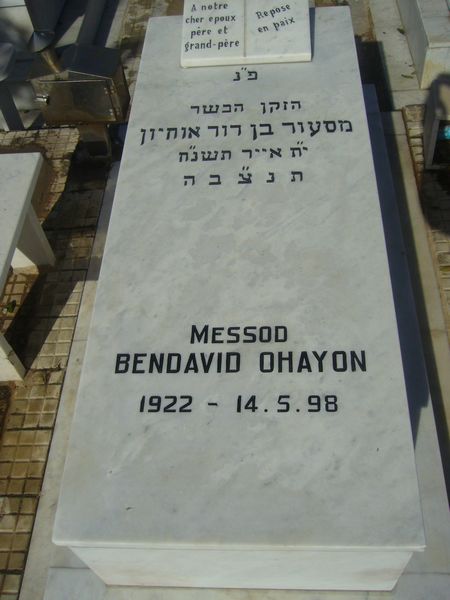 A notre
cher epoux
père et
grand-père
Repose
en paix
פ״נ
הזקן הכשר
מסעור בן דוד אוחיון
י״ח אייר תשנ״ח
ת נ צ״ ב ה
MESSOD
BENDAVID OHAYON
1922 - 14.5.98